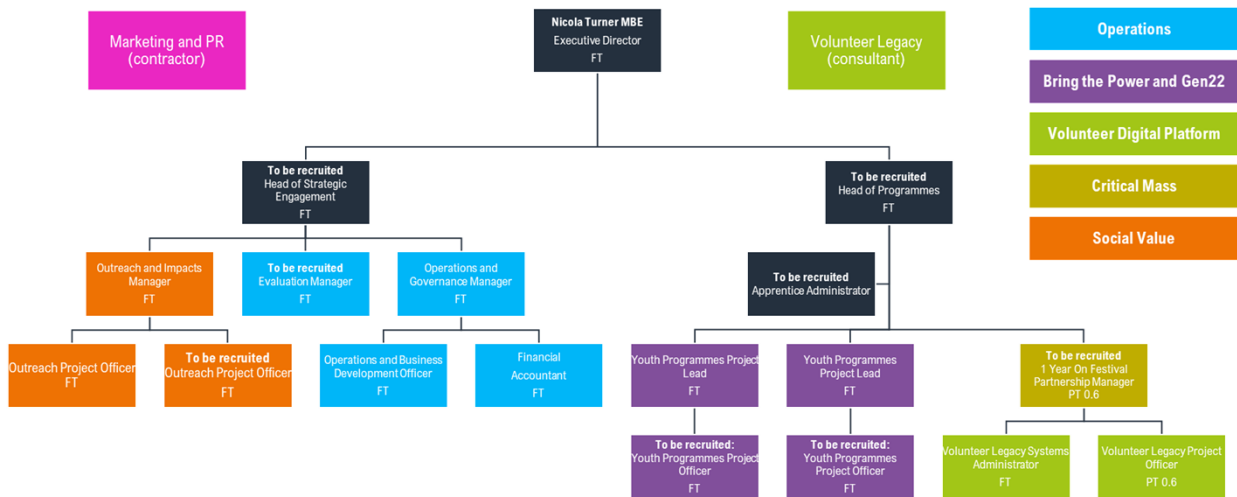 Marketing and PR
(contractor)
Nicola Turner MBE
Executive Director
FT
Volunteer Legacy
(consultant)
Operations
Bring the Power and Gen22
Volunteer Digital Platform
Critical Mass
Social Value
To be recruited
Head of Strategic
Engagement
FT
To be recruited
Head of Programmes
FT
Outreach and Impacts
Manager
FT
To be recruited
Evaluation Manager
FT
Operations and
Governance Manager
FT
To be recruited
Apprentice Administrator
Outreach Project Officer
FT
To be recruited
Outreach Project Officer
FT
Operations and Business
Development Officer
FT
Financial
Accountant
FT
Youth Programmes Project
Lead
FT
Youth Programmes
Project Lead
FT
To be recruited
1 Year On Festival
Partnership Manager
PT 0.6
To be recruited:
Youth Programmes Project
Officer
FT
To be recruited:
Youth Programmes
Project Officer
FT
Volunteer Legacy Systems
Administrator
FT
Volunteer Legacy Project
Officer
PT 0.6